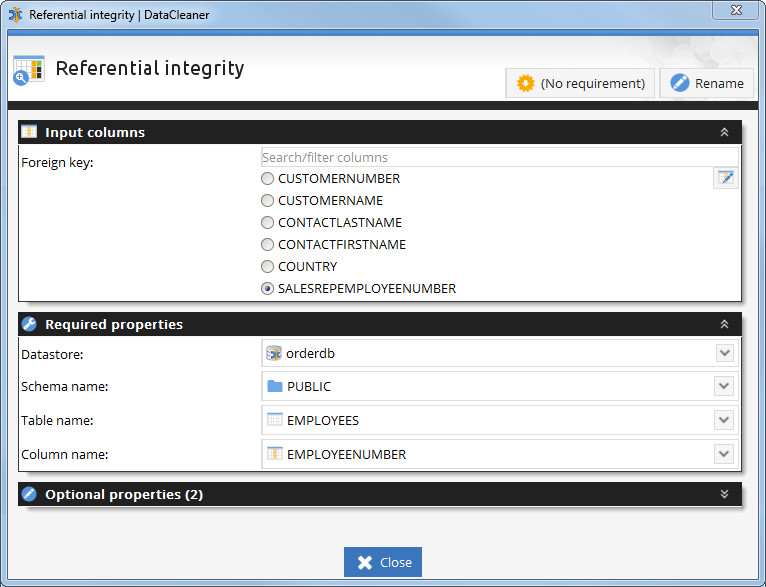 Referential integrity | DataCleaner
Referential integrity
(No requirement)
Rename
Input columns
Foreign key:
Search/filter columns
CUSTOMERNUMBER
CUSTOMERNAME
CONTACTLASTNAME
CONTACTFIRSTNAME
COUNTRY
SALESREPEMPLOYEENUMBER
Required properties
Datastore: orderdb
Schema name: PUBLIC
Table name: EMPLOYEES
Column name: EMPLOYEENUMBER
Optional properties (2)
Close